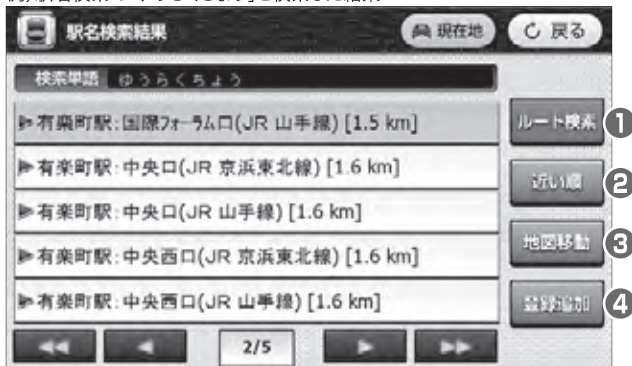 駅名検索結果 現在地 戻る
検索単語 ゆうらくちょう
有楽町駅:国際フォーラム口(JR 山手線) [1.5 km]
ルート検索 1
有楽町駅:中央口(JR 京浜東北線) [1.6 km]
近い順 2
有楽町駅:中央口(JR 山手線) [1.6 km]
地図移動 3
有楽町駅:中央西口(JR 京浜東北線) [1.6 km]
有楽町駅:中央西口(JR 山手線) [1.6 km]
登録追加 4
2/5